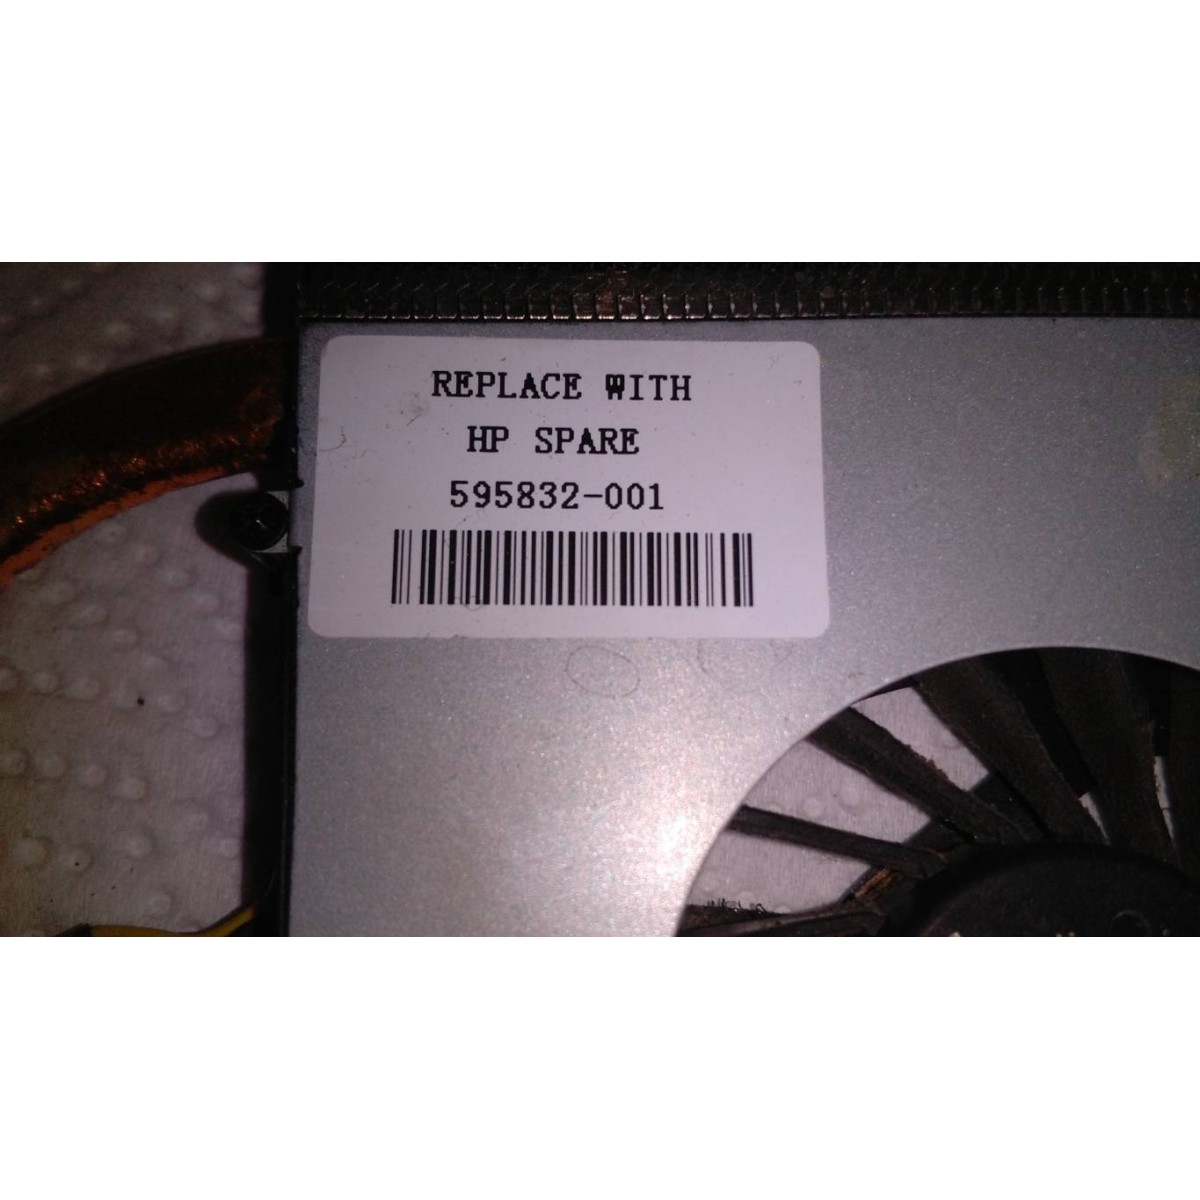 REPLACE WITH
HP SPARE
595832-001